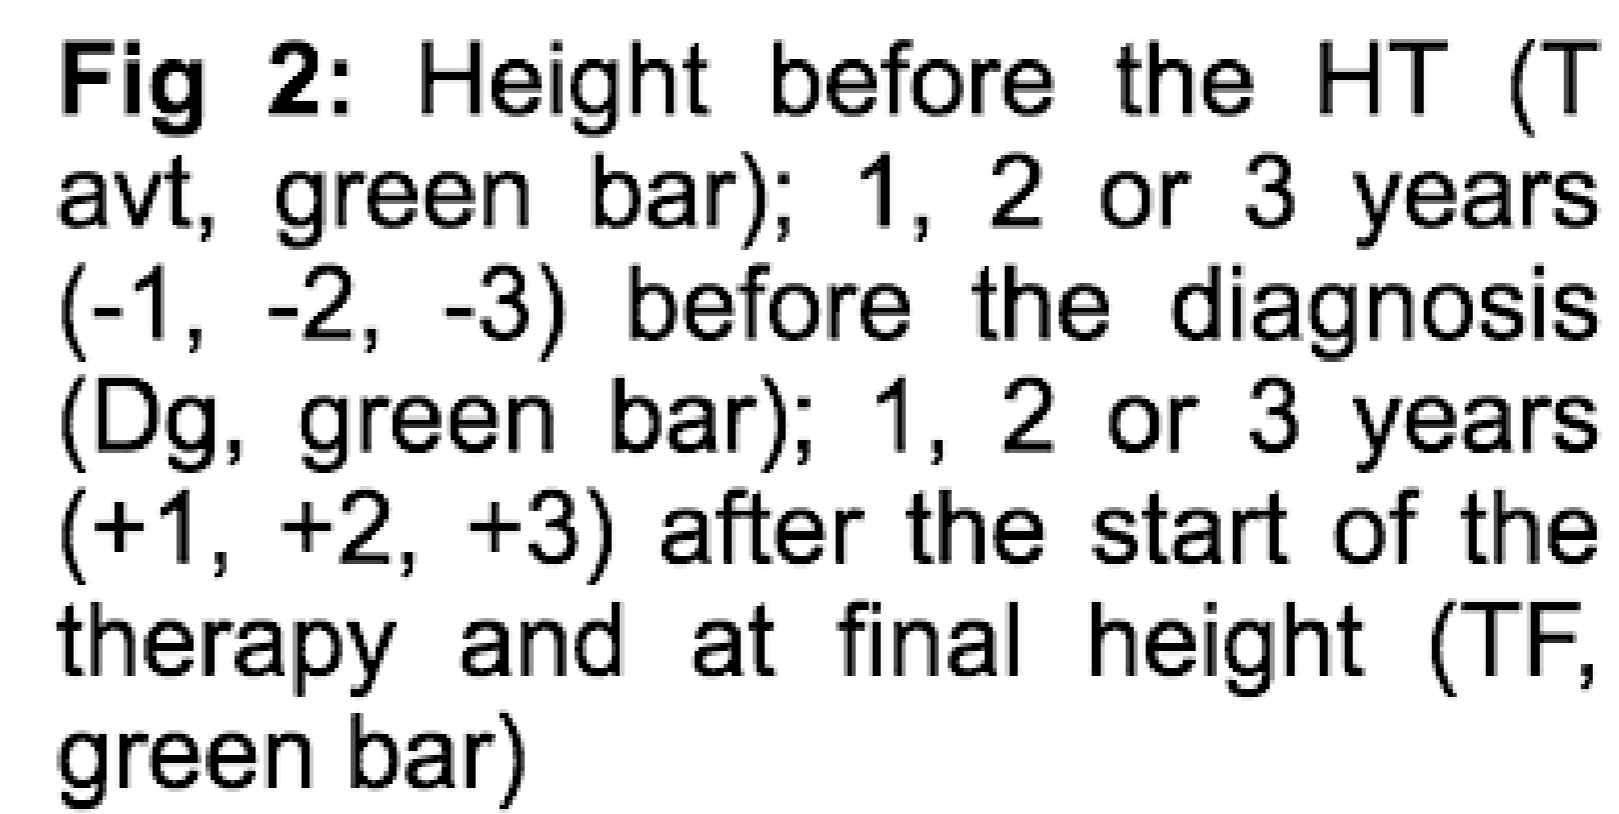 Fig 2: Height before the HT (T
avt, green bar); 1, 2 or 3 years
(-1, -2, -3) before the diagnosis
(Dg, green bar); 1, 2 or 3 years
(+1, +2, +3) after the start of the
therapy and at final height (TF,
green bar)